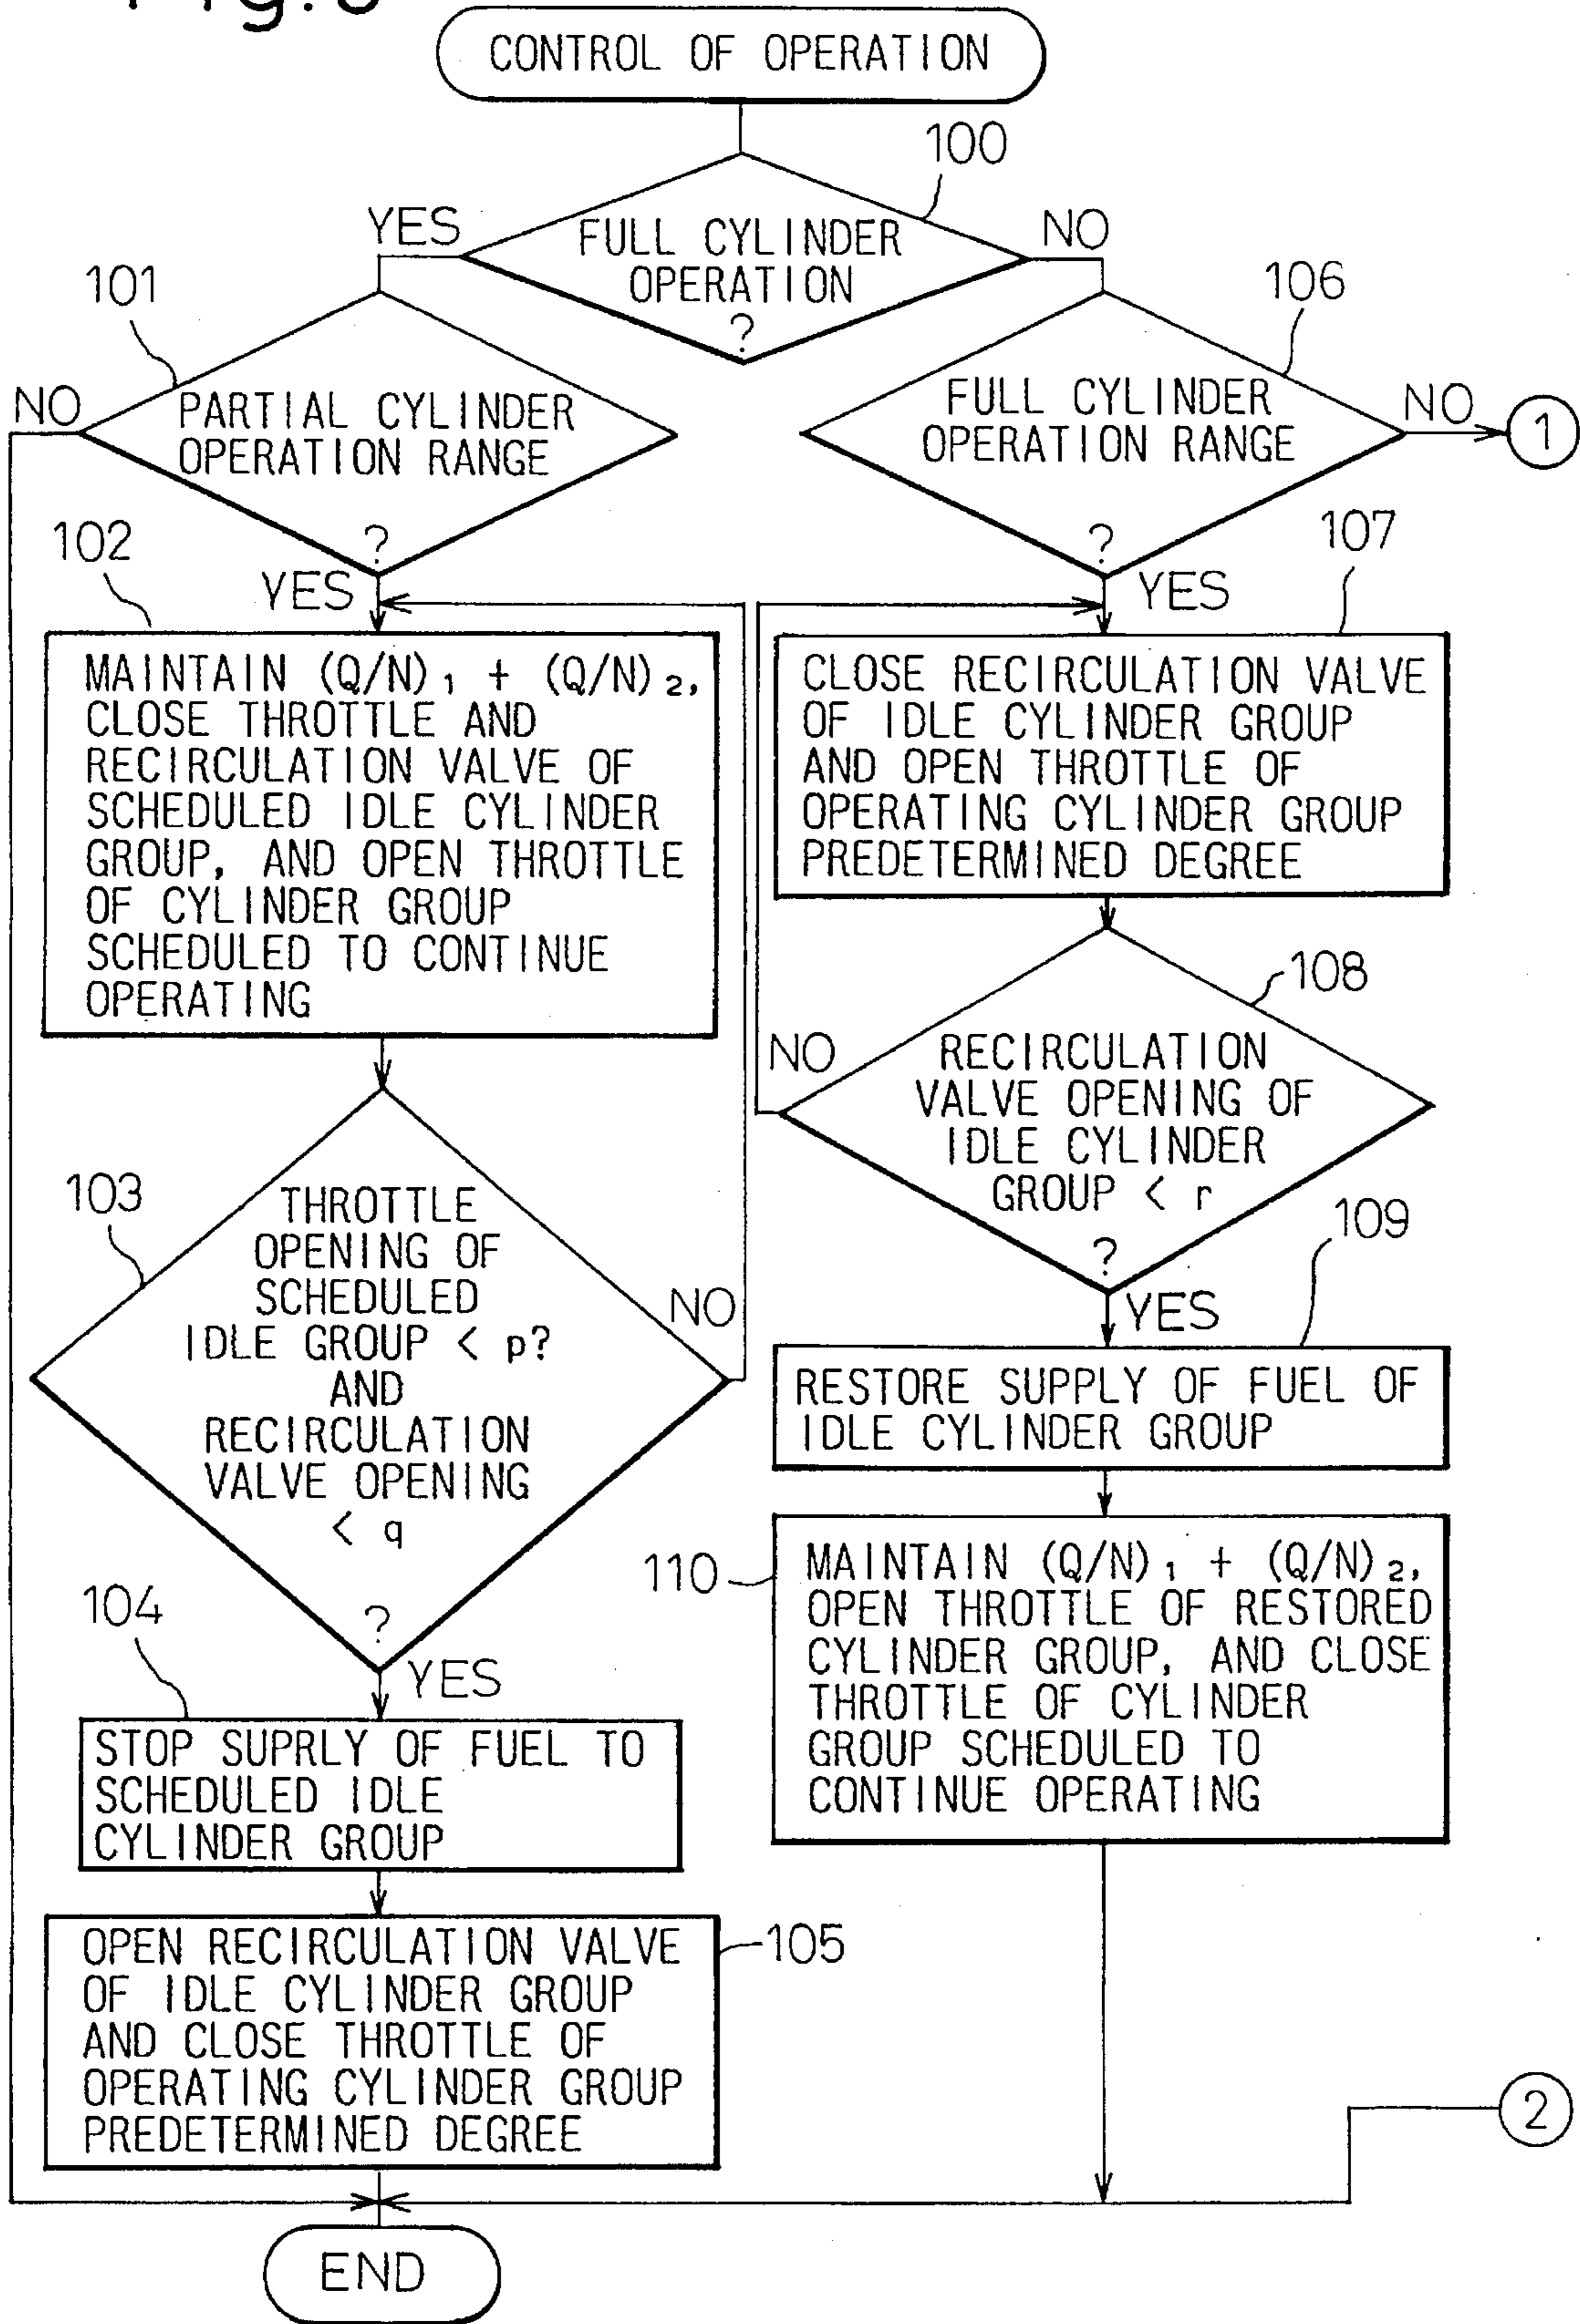 CONTROL OF OPERATION
100
YES
FULL CYLINDER
OPERATION
?
NO
101
NO
PARTIAL CYLINDER
OPERATION RANGE
?
YES
106
FULL CYLINDER
OPERATION RANGE
?
NO
1
YES
102
MAINTAIN (Q/N)₁ + (Q/N)₂,
CLOSE THROTTLE AND
RECIRCULATION VALVE OF
SCHEDULED IDLE CYLINDER
GROUP, AND OPEN THROTTLE
OF CYLINDER GROUP
SCHEDULED TO CONTINUE
OPERATING
103
THROTTLE
OPENING OF
SCHEDULED
IDLE GROUP < p?
AND
RECIRCULATION
VALVE OPENING
< q
?
NO
YES
104
STOP SUPRLY OF FUEL TO
SCHEDULED IDLE
CYLINDER GROUP
105
OPEN RECIRCULATION VALVE
OF IDLE CYLINDER GROUP
AND CLOSE THROTTLE OF
OPERATING CYLINDER GROUP
PREDETERMINED DEGREE
107
CLOSE RECIRCULATION VALVE
OF IDLE CYLINDER GROUP
AND OPEN THROTTLE OF
OPERATING CYLINDER GROUP
PREDETERMINED DEGREE
108
NO
RECIRCULATION
VALVE OPENING OF
IDLE CYLINDER
GROUP < r
?
YES
109
RESTORE SUPPLY OF FUEL OF
IDLE CYLINDER GROUP
110
MAINTAIN (Q/N)₁ + (Q/N)₂,
OPEN THROTTLE OF RESTORED
CYLINDER GROUP, AND CLOSE
THROTTLE OF CYLINDER
GROUP SCHEDULED TO
CONTINUE OPERATING
2
END